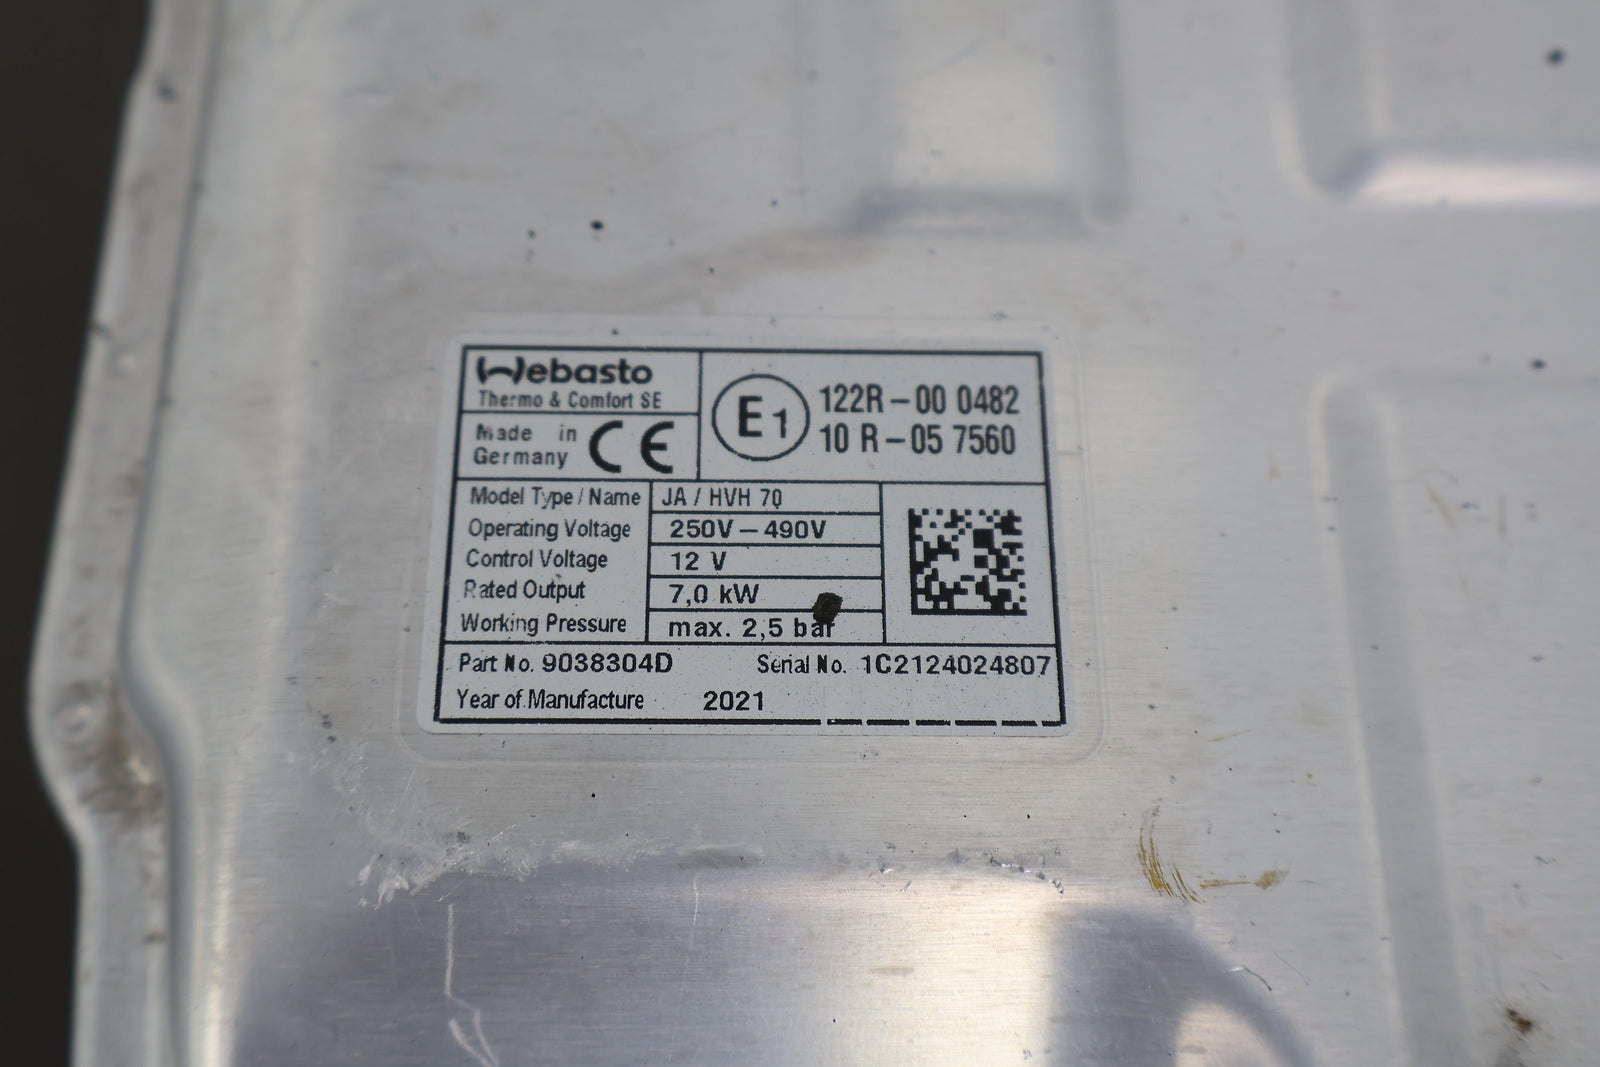 Webasto
Thermo & Comfort SE
Made in
Germany
CE
E1
122R-00 0482
10 R-05 7560
Model Type / Name JA / HVH 70
Operating Voltage 250V-490V
Control Voltage 12 V
Rated Output 7,0 kW
Working Pressure max. 2,5 bar
Part No. 9038304D Serial No. 1C2124024807
Year of Manufacture 2021